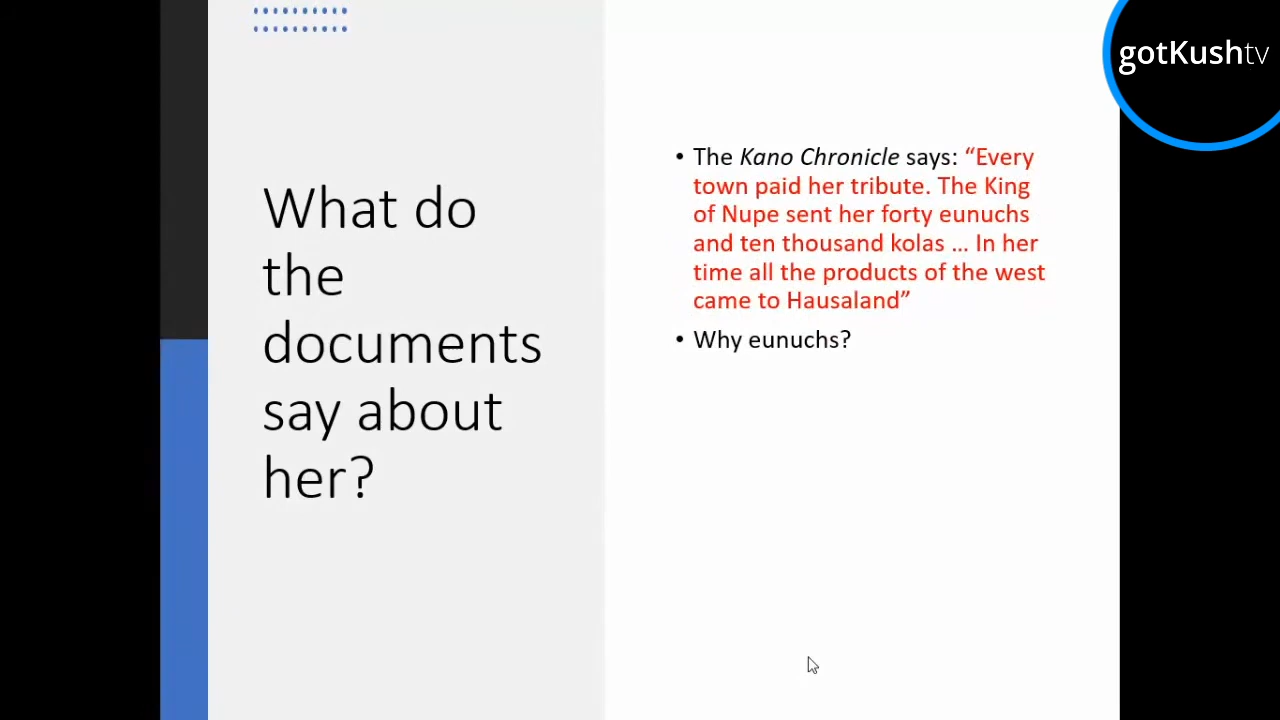 gotKushtv
What do
the
documents
say about
her?
• The Kano Chronicle says: “Every
town paid her tribute. The King
of Nupe sent her forty eunuchs
and ten thousand kolas … In her
time all the products of the west
came to Hausaland”
• Why eunuchs?